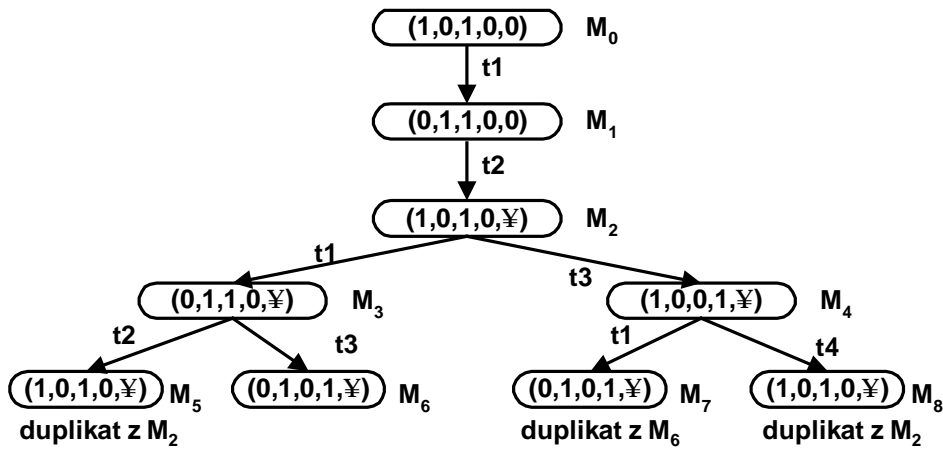 (1,0,1,0,0) M0
t1
(0,1,1,0,0) M1
t2
(1,0,1,0,¥) M2
t1 t3
(0,1,1,0,¥) M3 (1,0,0,1,¥) M4
t2 t3 t1 t4
(1,0,1,0,¥) M5 (0,1,0,1,¥) M6 (0,1,0,1,¥) M7 (1,0,1,0,¥) M8
duplikat z M2 duplikat z M6 duplikat z M2